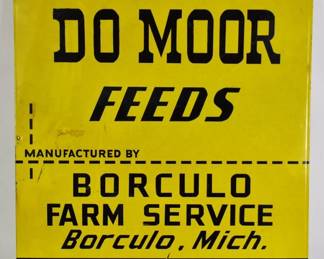 DO MOOR
FEEDS
MANUFACTURED BY
BORCULO
FARM SERVICE
Borculo, Mich.